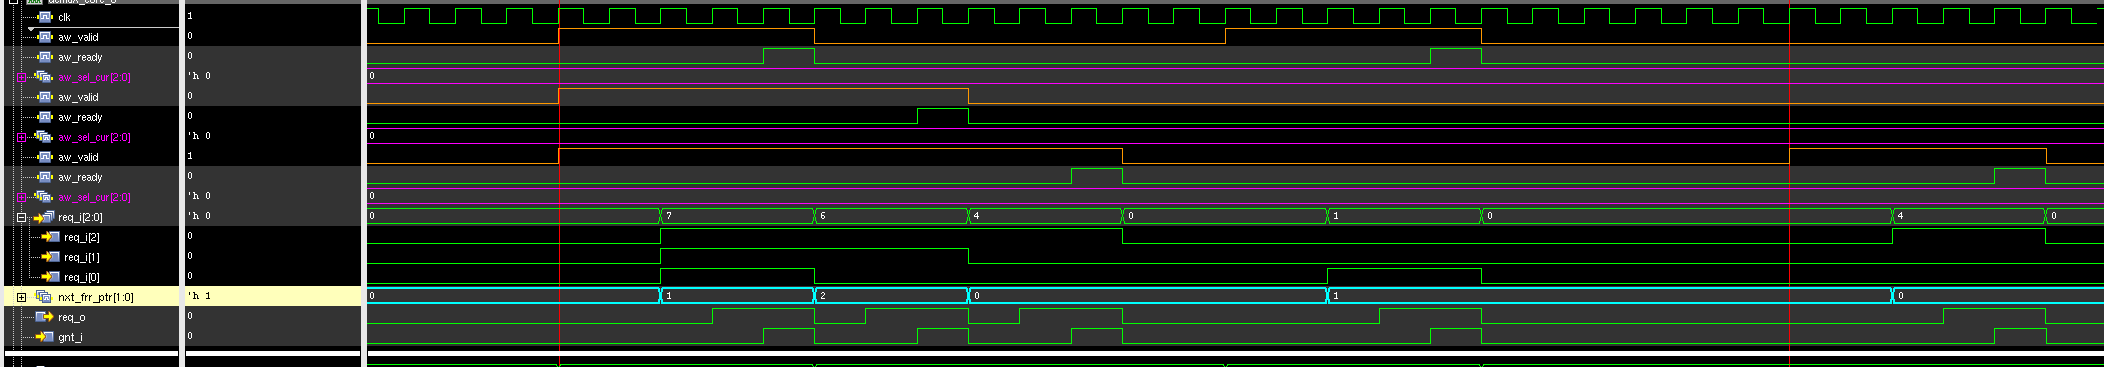 clk 1
aw_valid 0
aw_ready 0
aw_sel_cur[2:0] 'h 0 0
aw_valid 0
aw_ready 0
aw_sel_cur[2:0] 'h 0 0
aw_valid 1
aw_ready 0
aw_sel_cur[2:0] 'h 0 0
req_i[2:0] 'h 0 0 7 6 4 0 1 0 4 0
req_i[2] 0
req_i[1] 0
req_i[0] 0
nxt_frr_ptr[1:0] 'h 1 0 1 2 0 1 0
req_o 0
gnt_i 0